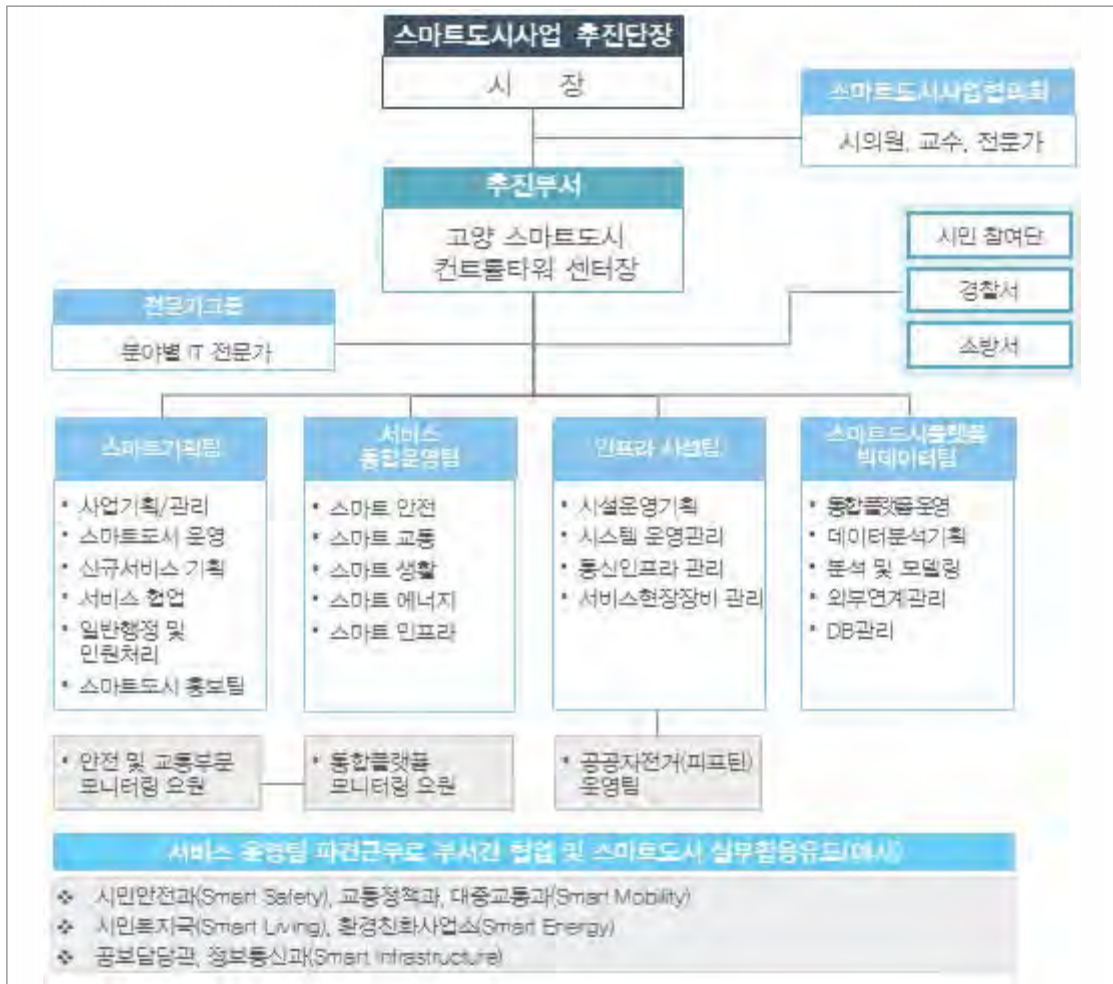 스마트도시사업 추진단장
시 장
스마트도시사업협의회
시의원, 교수, 전문가
추진부서
고양 스마트도시
컨트롤타워 센터장
시민 참여단
경찰서
소방서
전문가그룹
분야별 IT 전문가
스마트기획팀
• 사업기획/관리
• 스마트도시 운영
• 신규서비스 기획
• 서비스 협업
• 일반행정 및
민원처리
• 스마트도시 홍보팀
서비스
통합운영팀
• 스마트 안전
• 스마트 교통
• 스마트 생활
• 스마트 에너지
• 스마트 인프라
인프라 시설팀
• 시설운영기획
• 시스템 운영관리
• 통신인프라 관리
• 서비스현장장비 관리
스마트도시플랫폼
빅데이터팀
• 통합플랫폼 운영
• 데이터분석기획
• 분석 및 모델링
• 외부연계관리
• DB관리
• 안전 및 교통부문
모니터링 요원
• 통합플랫폼
모니터링 요원
• 공공자전거(피프틴)
운영팀
서비스 운영팀 파견근무로 부서간 협업 및 스마트도시 실무활용유도(예시)
❖ 시민안전과(Smart Safety), 교통정책과, 대중교통과(Smart Mobility)
❖ 시민복지국(Smart Living), 환경친화사업소(Smart Energy)
❖ 공보담당관, 정보통신과(Smart Infrastructure)